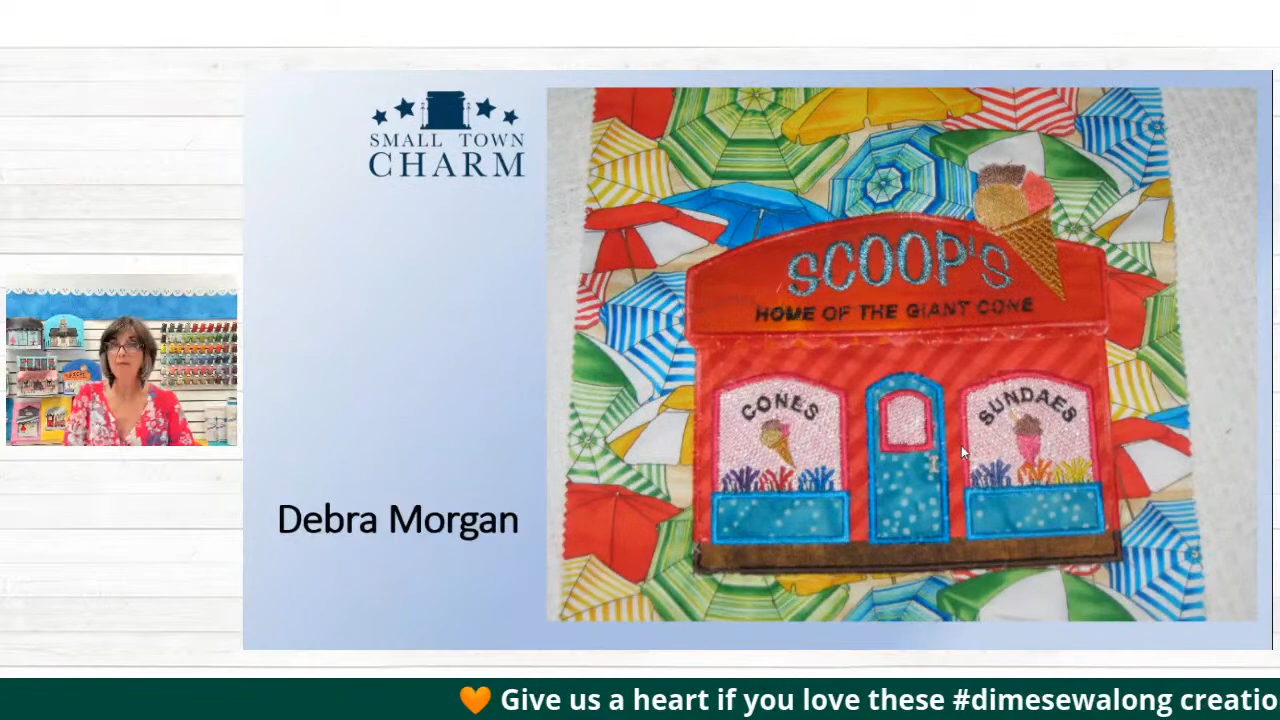 SMALL TOWN
CHARM
SCOOP'S
HOME OF THE GIANT CONE
CONES
SUNDAES
Debra Morgan
🧡 Give us a heart if you love these #dimesewalong creatio